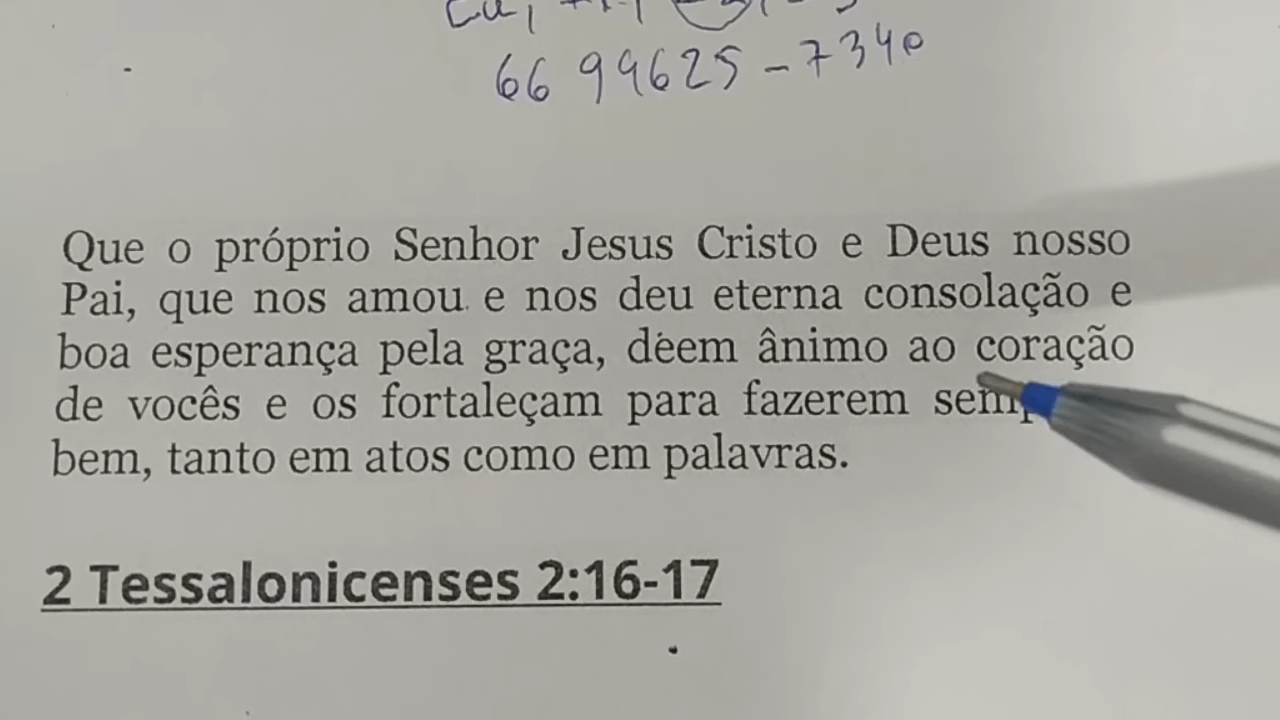 66 99625-7340
Que o próprio Senhor Jesus Cristo e Deus nosso
Pai, que nos amou e nos deu eterna consolação e
boa esperança pela graça, deem ânimo ao coração
de vocês e os fortaleçam para fazerem
bem, tanto em atos como em palavras.
2 Tessalonicenses 2:16-17